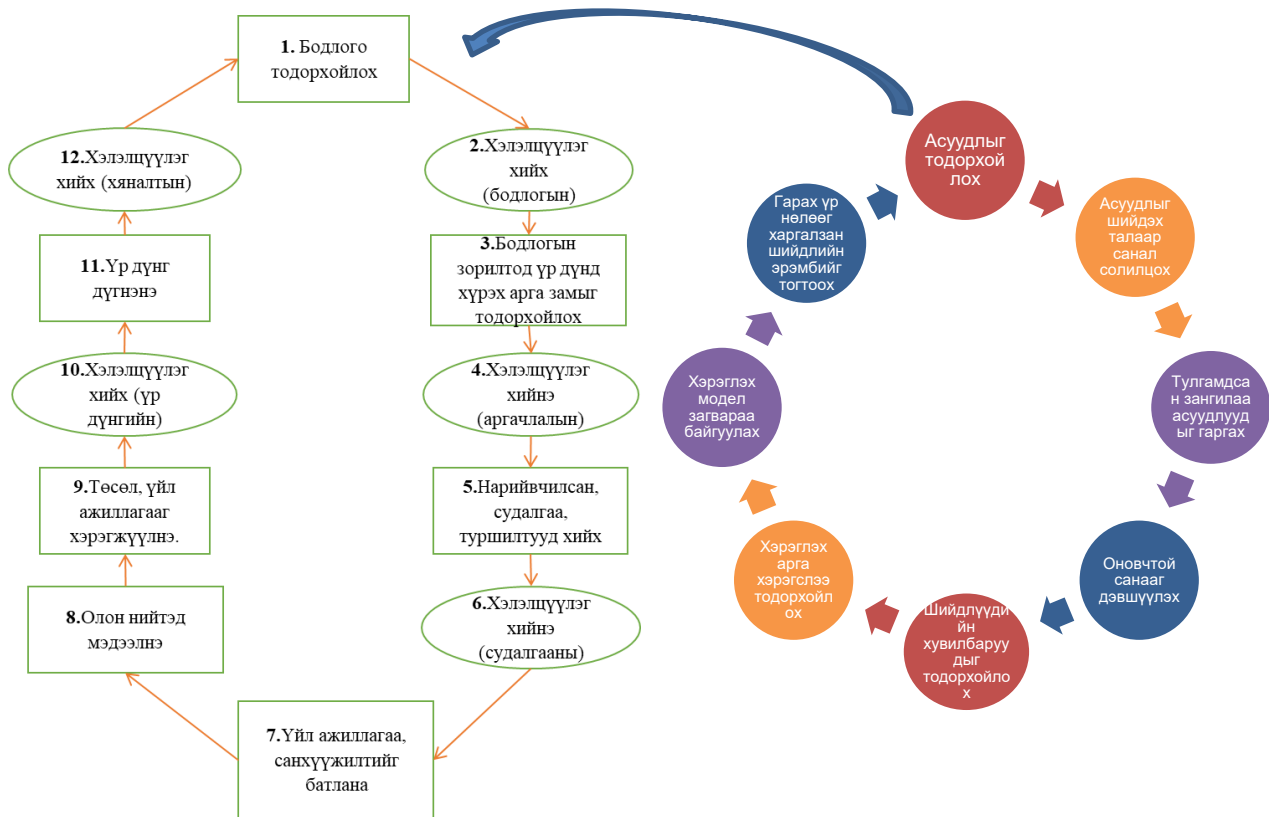 1. Бодлого
тодорхойлох
2.Хэлэлцүүлэг
хийх
(бодлогын)
3.Бодлогын
зорилтод үр дүнд
хүрэх арга замыг
тодорхойлох
4.Хэлэлцүүлэг
хийнэ
(аргачлалын)
5.Нарийвчилсан,
судалгаа,
туршилтууд хийх
6.Хэлэлцүүлэг
хийнэ
(судалгааны)
7.Үйл ажиллагаа,
санхүүжилтийг
батлана
8.Олон нийтэд
мэдээлнэ
9.Төсөл, үйл
ажиллагааг
хэрэгжүүлнэ.
10.Хэлэлцүүлэг
хийх (үр
дүнгийн)
11.Үр дүнг
дүгнэнэ
12.Хэлэлцүүлэг
хийх (хяналтын)
Асуудлыг
тодорхой
лох
Асуудлыг
шийдэх
талаар
санал
солилцох
Тулгамдса
н зангилаа
асуудлууд
ыг гаргах
Оновчтой
санааг
дэвшүүлэх
Шийдлүүди
йн
хувилбаруу
дыг
тодорхойло
х
Хэрэглэх
арга
хэрэгслээ
тодорхойл
ох
Хэрэглэх
модел
загвараа
байгуулах
Гарах үр
нөлөөг
харгалзан
шийдлийн
эрэмбийг
тогтоох